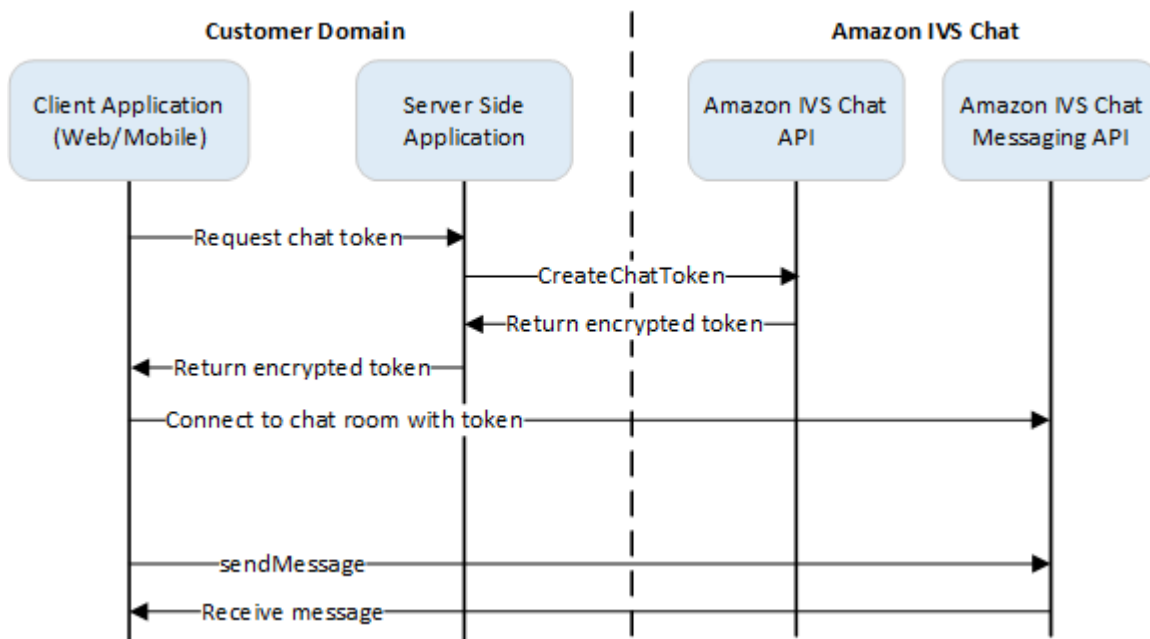 Customer Domain
Amazon IVS Chat
Client Application
(Web/Mobile)
Server Side
Application
Amazon IVS Chat
API
Amazon IVS Chat
Messaging API
Request chat token
CreateChatToken
Return encrypted token
Return encrypted token
Connect to chat room with token
sendMessage
Receive message